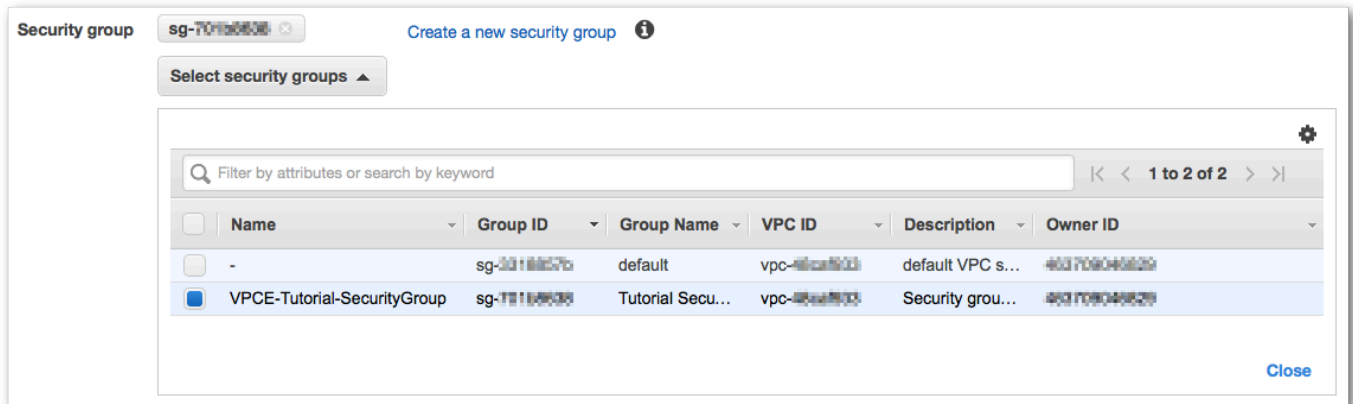 Security group sg- Create a new security group
Select security groups
Filter by attributes or search by keyword 1 to 2 of 2
Name Group ID Group Name VPC ID Description Owner ID
- sg- default vpc- default VPC s...
VPCE-Tutorial-SecurityGroup sg- Tutorial Secu... vpc- Security grou...
Close